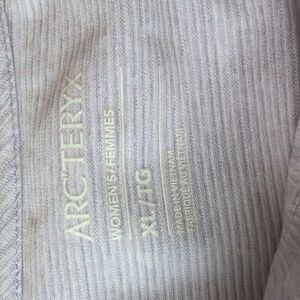 ARC'TERYX
WOMEN'S/FEMMES
XL/TG
MADE IN VIETNAM
FABRIQUÉ AU VIETNAM